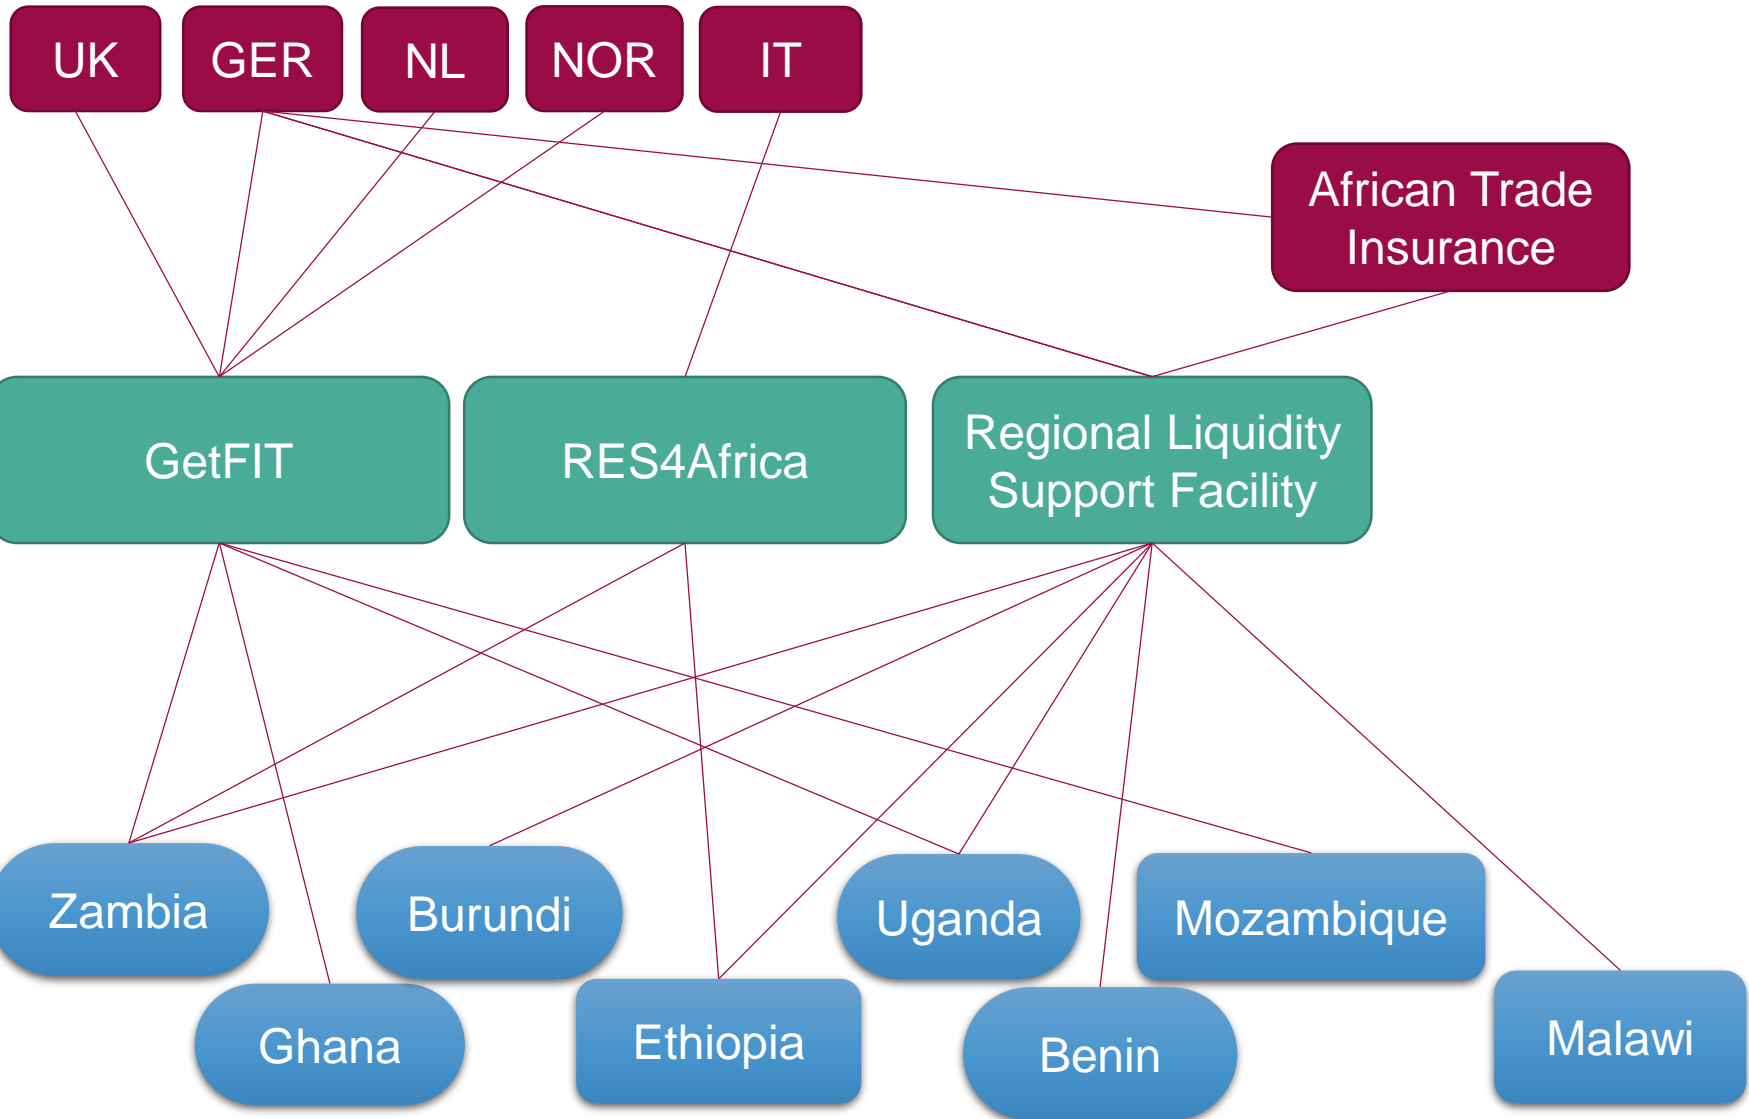 UK
GER
NL
NOR
IT
African Trade
Insurance
GetFIT
RES4Africa
Regional Liquidity
Support Facility
Zambia
Burundi
Uganda
Mozambique
Ghana
Ethiopia
Benin
Malawi